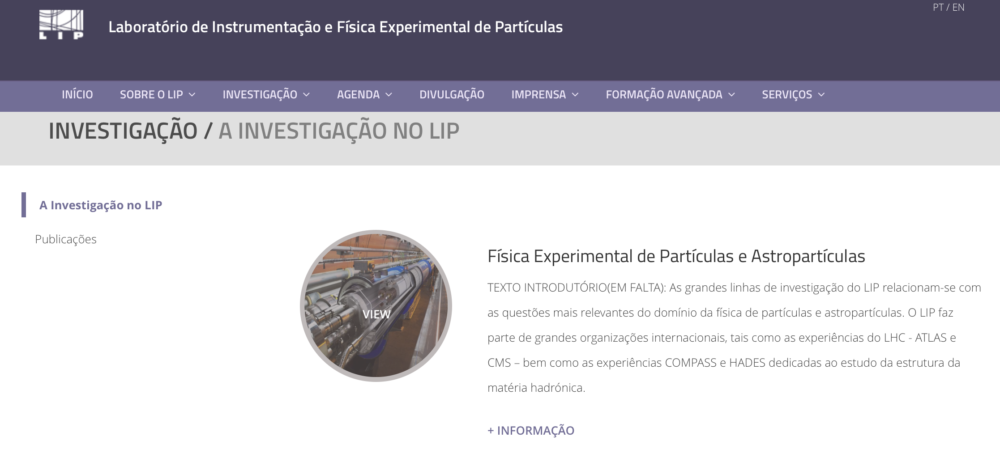 PT / EN
LIP
Laboratório de Instrumentação e Física Experimental de Partículas
INÍCIO SOBRE O LIP INVESTIGAÇÃO AGENDA DIVULGAÇÃO IMPRENSA FORMAÇÃO AVANÇADA SERVIÇOS
INVESTIGAÇÃO / A INVESTIGAÇÃO NO LIP
A Investigação no LIP
Publicações
VIEW
Física Experimental de Partículas e Astropartículas
TEXTO INTRODUTÓRIO(EM FALTA): As grandes linhas de investigação do LIP relacionam-se com
as questões mais relevantes do domínio da física de partículas e astropartículas. O LIP faz
parte de grandes organizações internacionais, tais como as experiências do LHC - ATLAS e
CMS – bem como as experiências COMPASS e HADES dedicadas ao estudo da estrutura da
matéria hadrónica.
+ INFORMAÇÃO